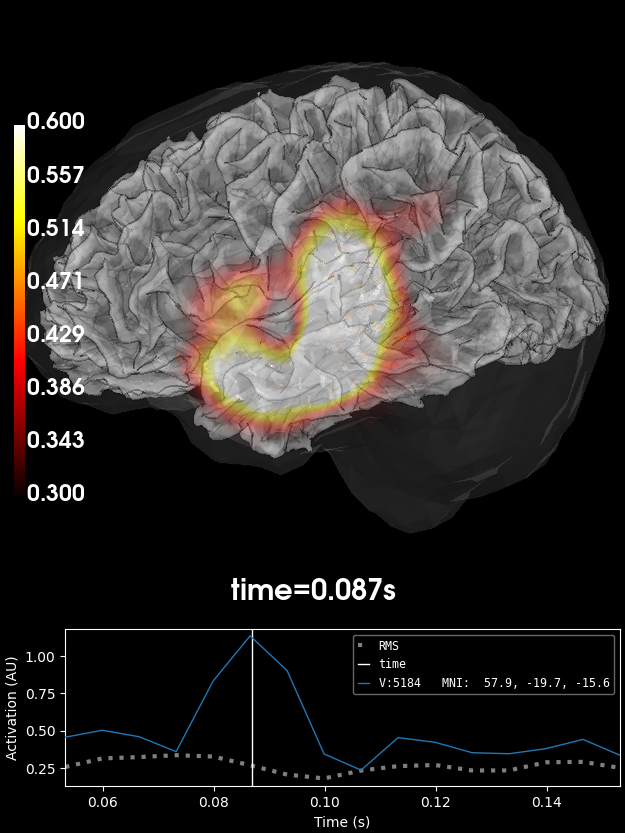 0.600
0.557
0.514
0.471
0.429
0.386
0.343
0.300
time=0.087s
Activation (AU)
1.00
0.75
0.50
0.25
RMS
time
V:5184 MNI: 57.9, -19.7, -15.6
0.06 0.08 0.10 0.12 0.14
Time (s)